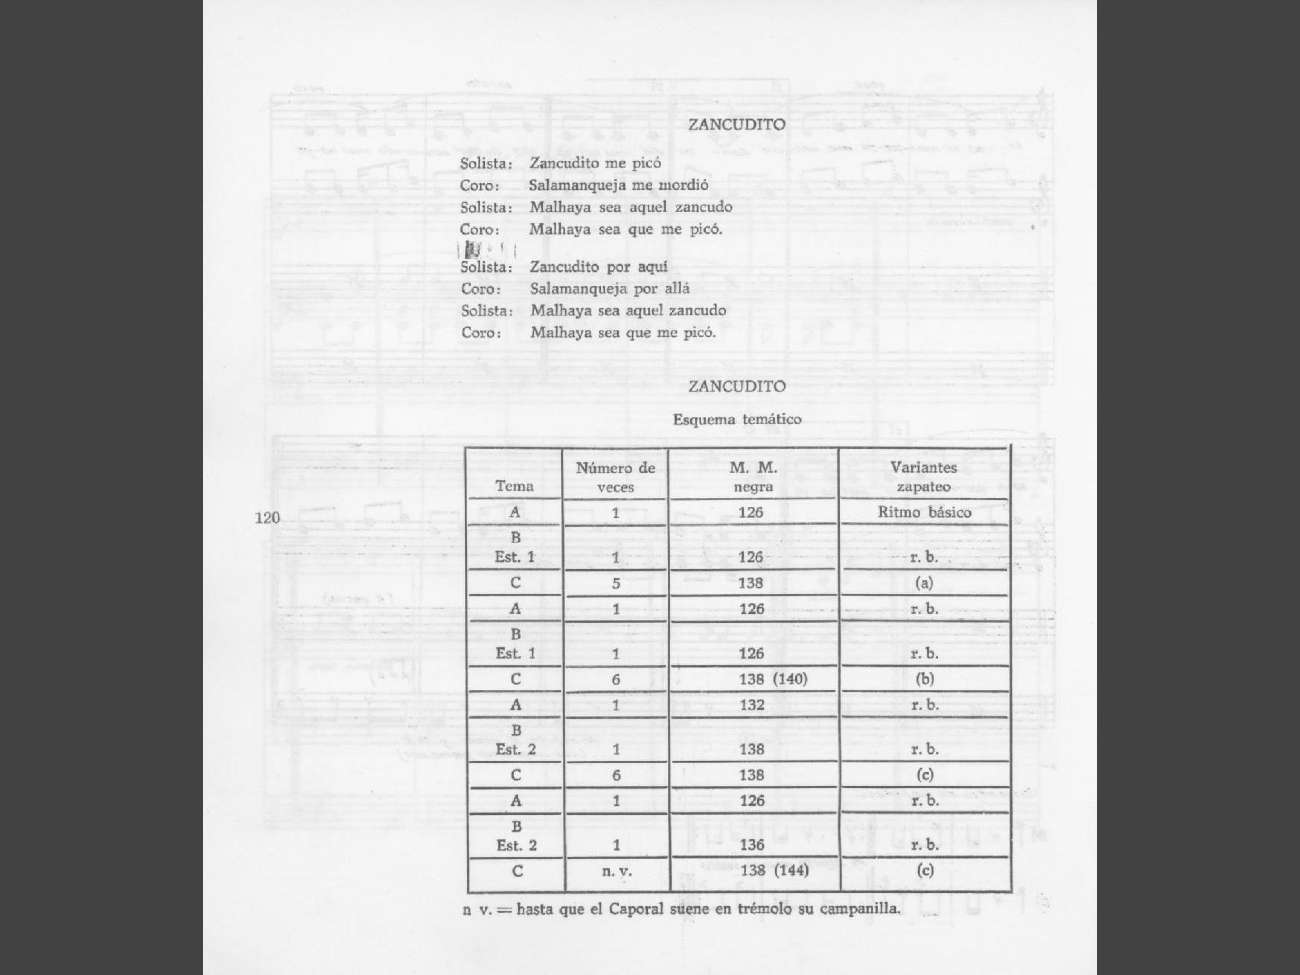 ZANCUDITO
Solista: Zancudito me picó
Coro: Salamanqueja me mordió
Solista: Malhaya sea aquel zancudo
Coro: Malhaya sea que me picó.
Solista: Zancudito por aquí
Coro: Salamanqueja por allá
Solista: Malhaya sea aquel zancudo
Coro: Malhaya sea que me picó.
ZANCUDITO
Esquema temático
Tema Número de veces M. M. negra Variantes zapateo
A 1 126 Ritmo básico
120
B
Est. 1 1 126 r. b.
C 5 138 (a)
A 1 126 r. b.
B
Est. 1 1 126 r. b.
C 6 138 (140) (b)
A 1 132 r. b.
B
Est. 2 1 138 r. b.
C 6 138 (c)
A 1 126 r. b.
B
Est. 2 1 136 r. b.
C n. v. 138 (144) (c)
n v. = hasta que el Caporal suene en trémolo su campanilla.